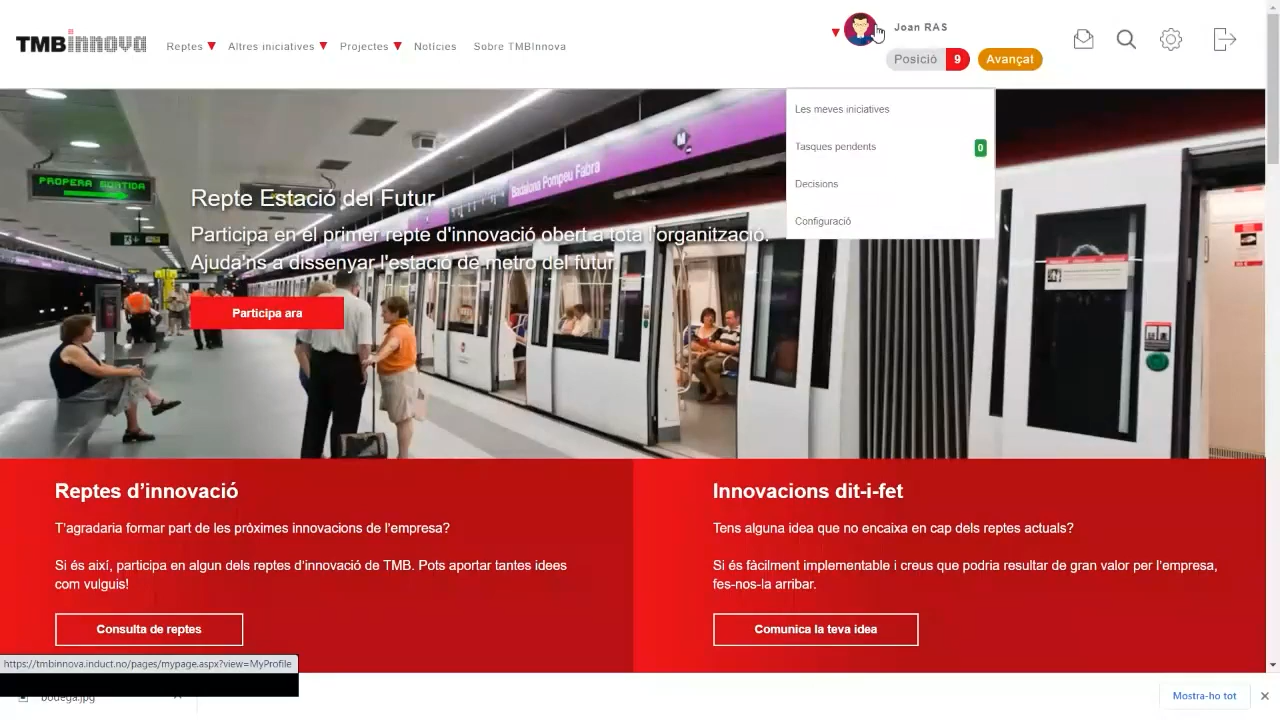 TMBinnova
Reptes
Altres iniciatives
Projectes
Notícies
Sobre TMBInnova
Joan RAS
Posició 9
Avançat
Les meves iniciatives
Tasques pendents 0
Decisions
Configuració
PROPERA SORTIDA
M
Badalona Pompeu Fabra
Repte Estació del Futur
Participa en el primer repte d'innovació obert a tota l'organització.
Ajuda'ns a dissenyar l'estació de metro del futur
Participa ara
Reptes d'innovació
T'agradaria formar part de les pròximes innovacions de l'empresa?
Si és així, participa en algun dels reptes d'innovació de TMB. Pots aportar tantes idees
com vulguis!
Consulta de reptes
Innovacions dit-i-fet
Tens alguna idea que no encaixa en cap dels reptes actuals?
Si és fàcilment implementable i creus que podria resultar de gran valor per l'empresa,
fes-nos-la arribar.
Comunica la teva idea
https://tmbinnova.induct.no/pages/mypage.aspx?view=MyProfile
bodega.jpg
Mostra-ho tot